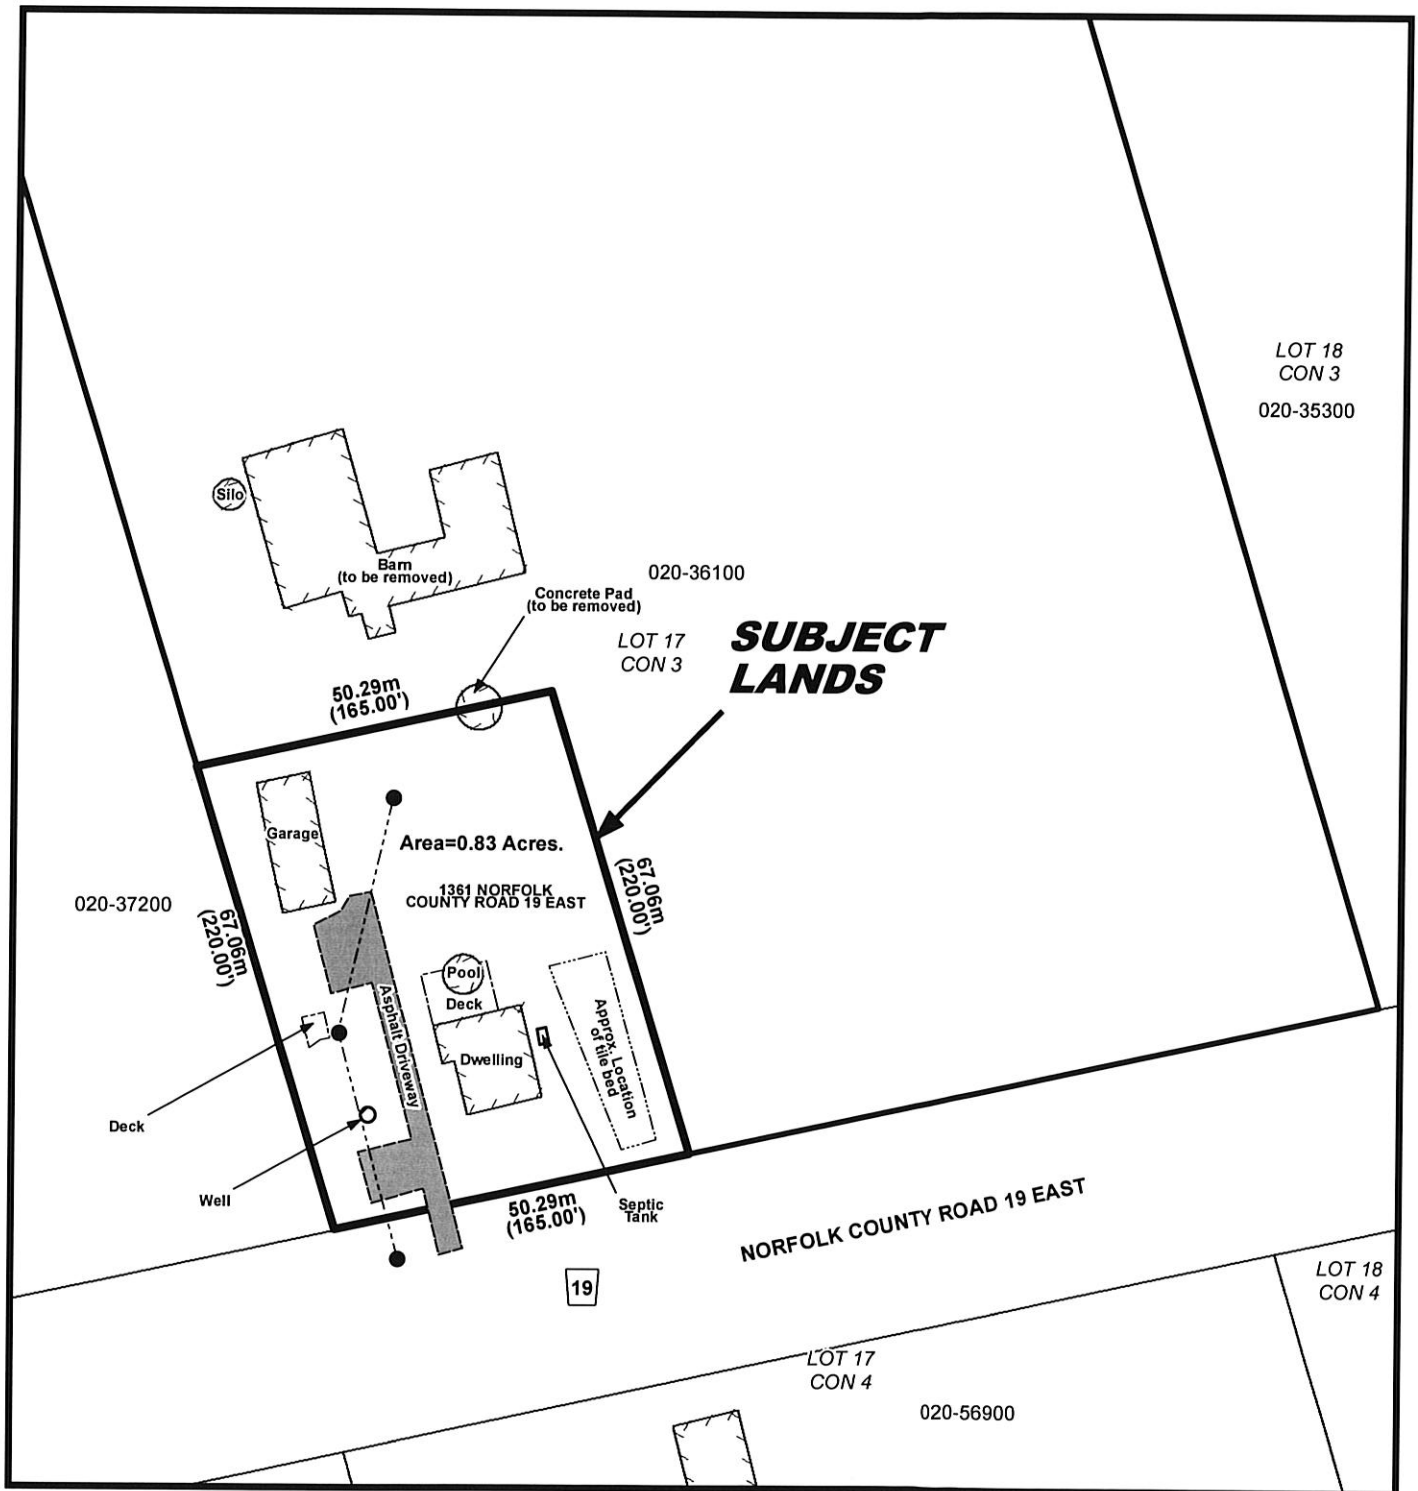 LOT 18
CON 3
020-35300
Silo
Barn
(to be removed)
020-36100
Concrete Pad
(to be removed)
LOT 17
CON 3
SUBJECT
LANDS
50.29m
(165.00')
Garage
Area=0.83 Acres.
1361 NORFOLK
COUNTY ROAD 19 EAST
67.06m
(220.00')
020-37200
67.06m
(220.00')
Pool
Deck
Asphalt Driveway
Dwelling
Approx. Location
of tile bed
Deck
Well
50.29m
(165.00')
Septic
Tank
NORFOLK COUNTY ROAD 19 EAST
19
LOT 18
CON 4
LOT 17
CON 4
020-56900